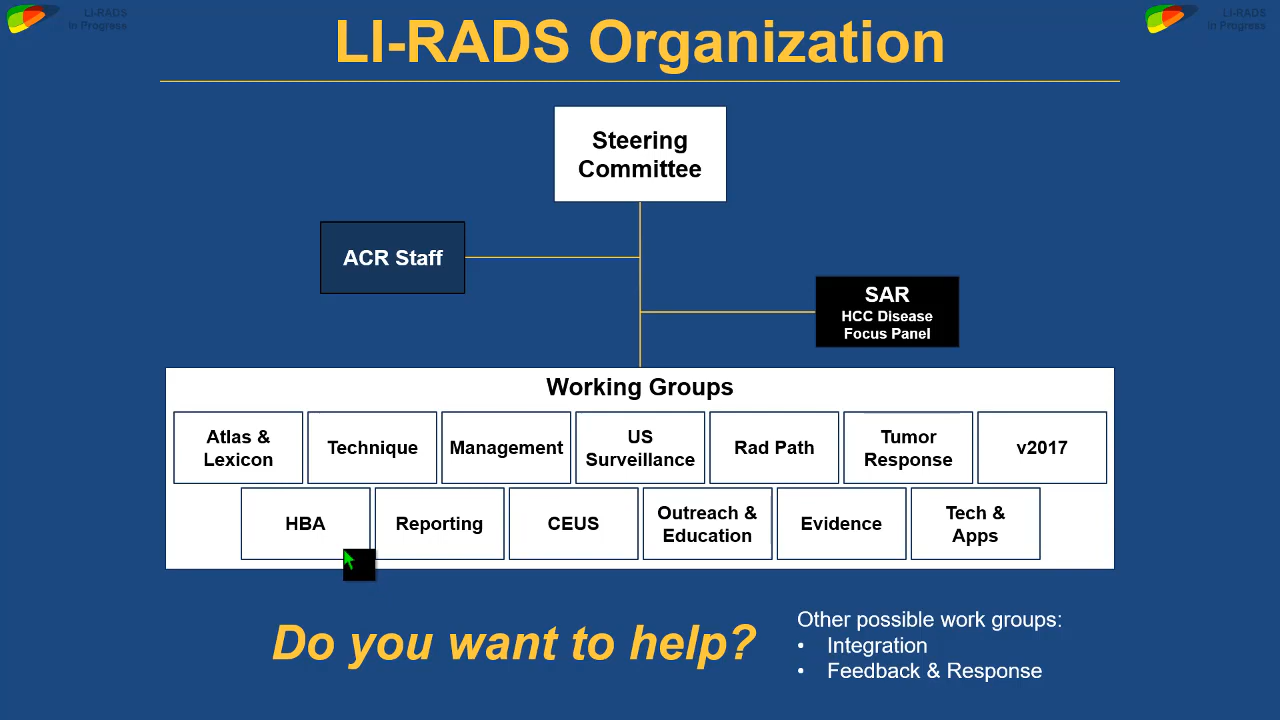 LI-RADS
In Progress
LI-RADS
In Progress
LI-RADS Organization
Steering
Committee
ACR Staff
SAR
HCC Disease
Focus Panel
Working Groups
Atlas &
Lexicon
Technique
Management
US
Surveillance
Rad Path
Tumor
Response
v2017
HBA
Reporting
CEUS
Outreach &
Education
Evidence
Tech &
Apps
Do you want to help?
Other possible work groups:
• Integration
• Feedback & Response